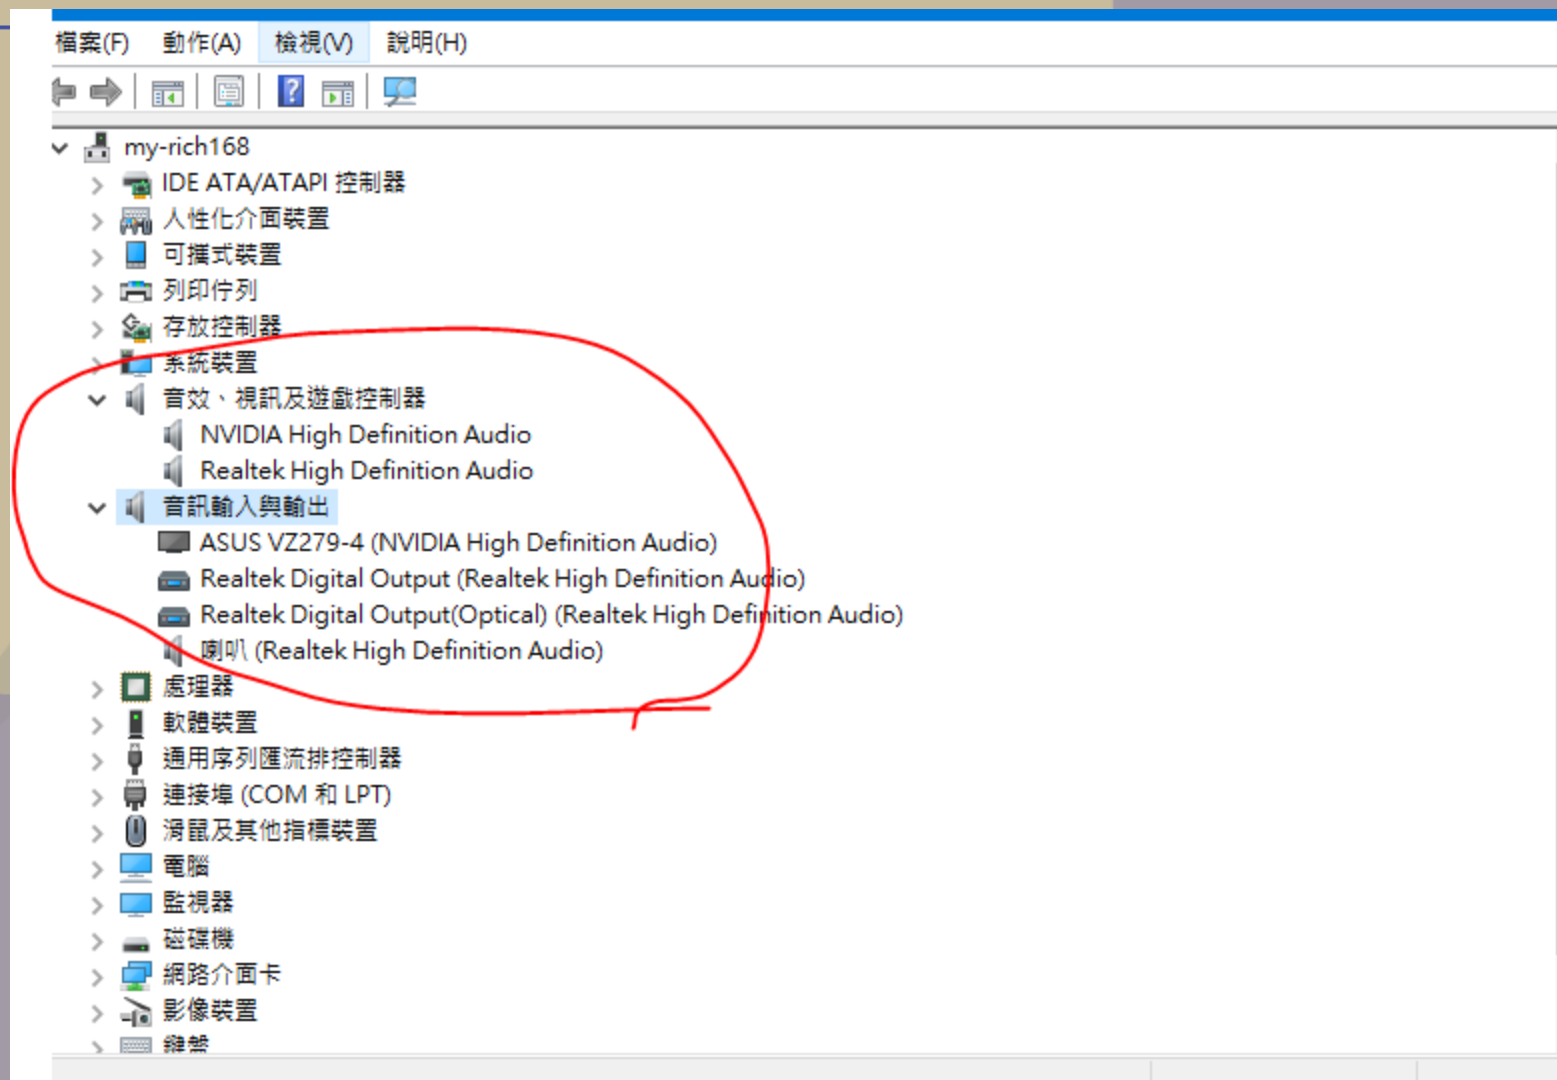 檔案(F) 動作(A) 檢視(V) 說明(H)
my-rich168
IDE ATA/ATAPI 控制器
人性化介面裝置
可攜式裝置
列印佇列
存放控制器
系統裝置
音效、視訊及遊戲控制器
NVIDIA High Definition Audio
Realtek High Definition Audio
音訊輸入與輸出
ASUS VZ279-4 (NVIDIA High Definition Audio)
Realtek Digital Output (Realtek High Definition Audio)
Realtek Digital Output(Optical) (Realtek High Definition Audio)
喇叭 (Realtek High Definition Audio)
處理器
軟體裝置
通用序列匯流排控制器
連接埠 (COM 和 LPT)
滑鼠及其他指標裝置
電腦
監視器
磁碟機
網路介面卡
影像裝置
鍵盤